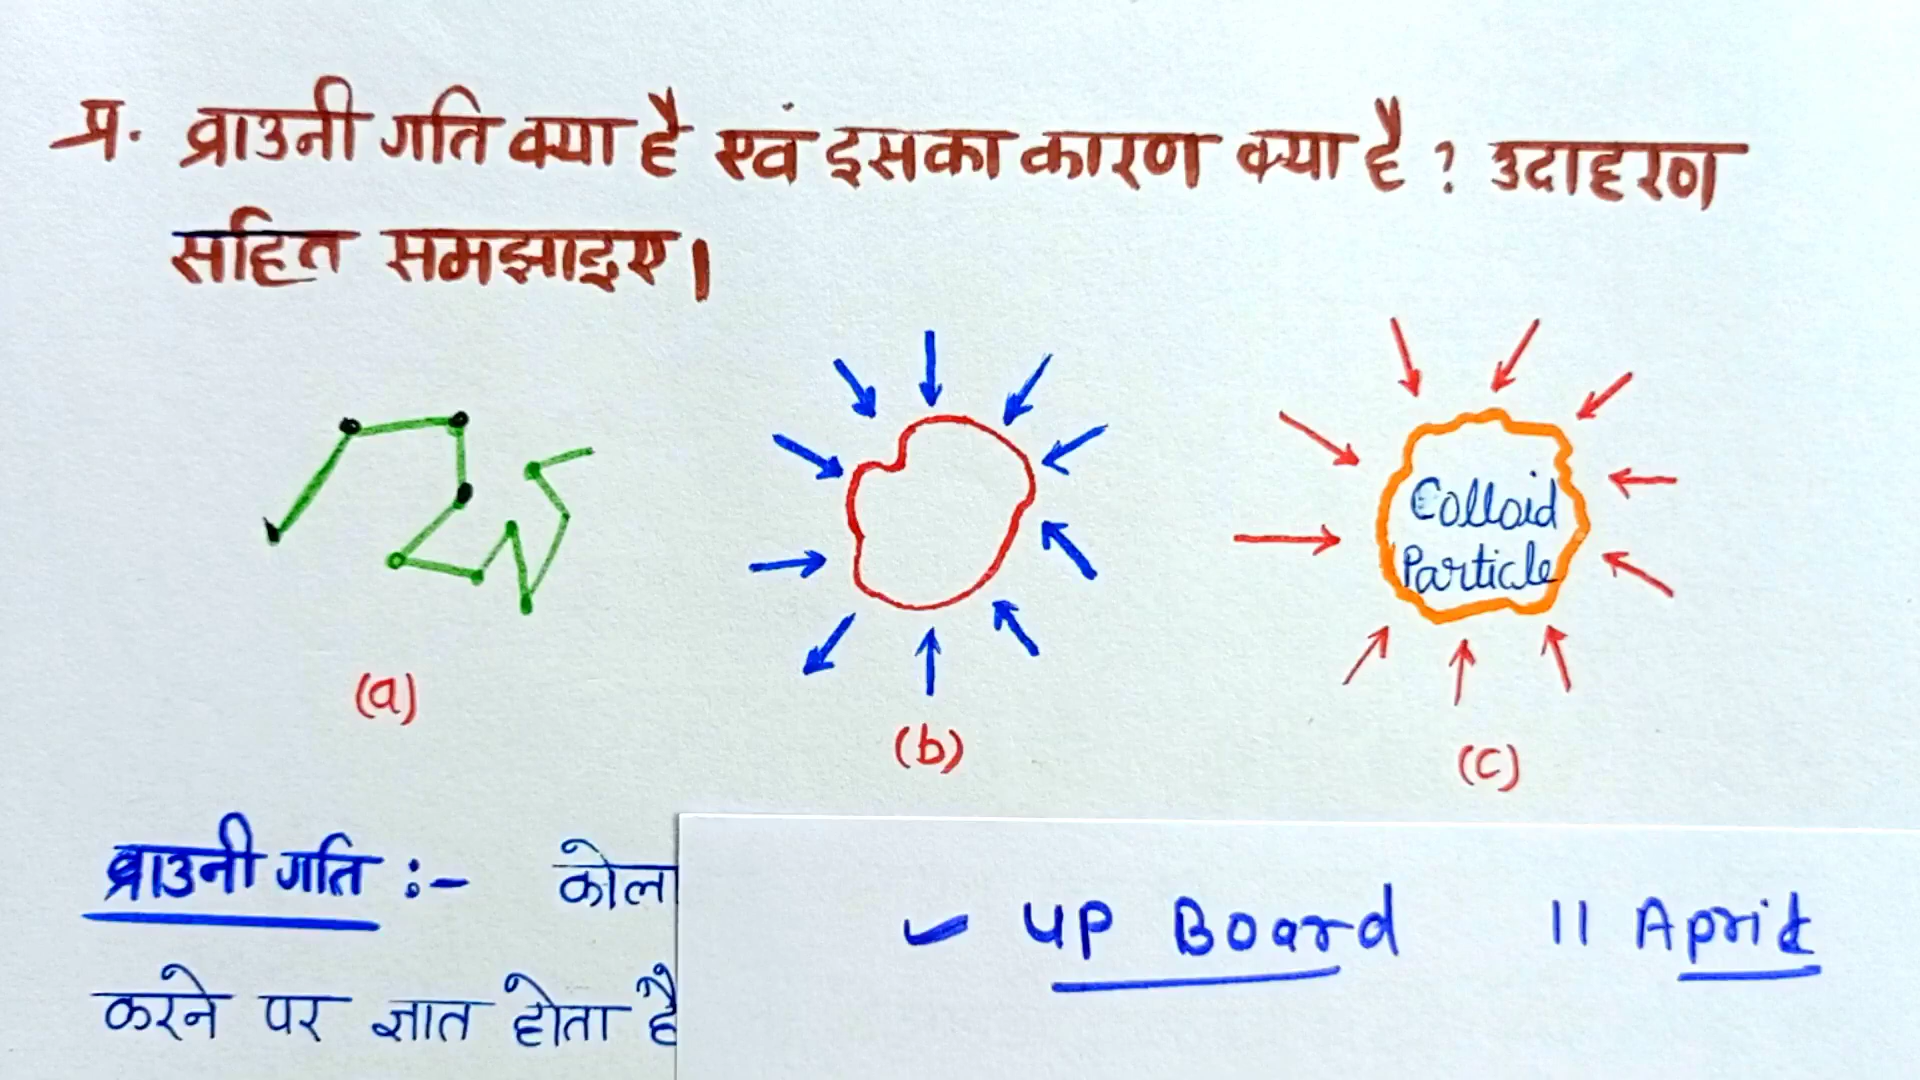 प्र. ब्राउनी गति क्या है एवं इसका कारण क्या है? उदाहरण
सहित समझाइए।
Colloid
Particle
(a)
(b)
(c)
ब्राउनी गति :- कोला
करने पर ज्ञात होता है
UP Board 11 April